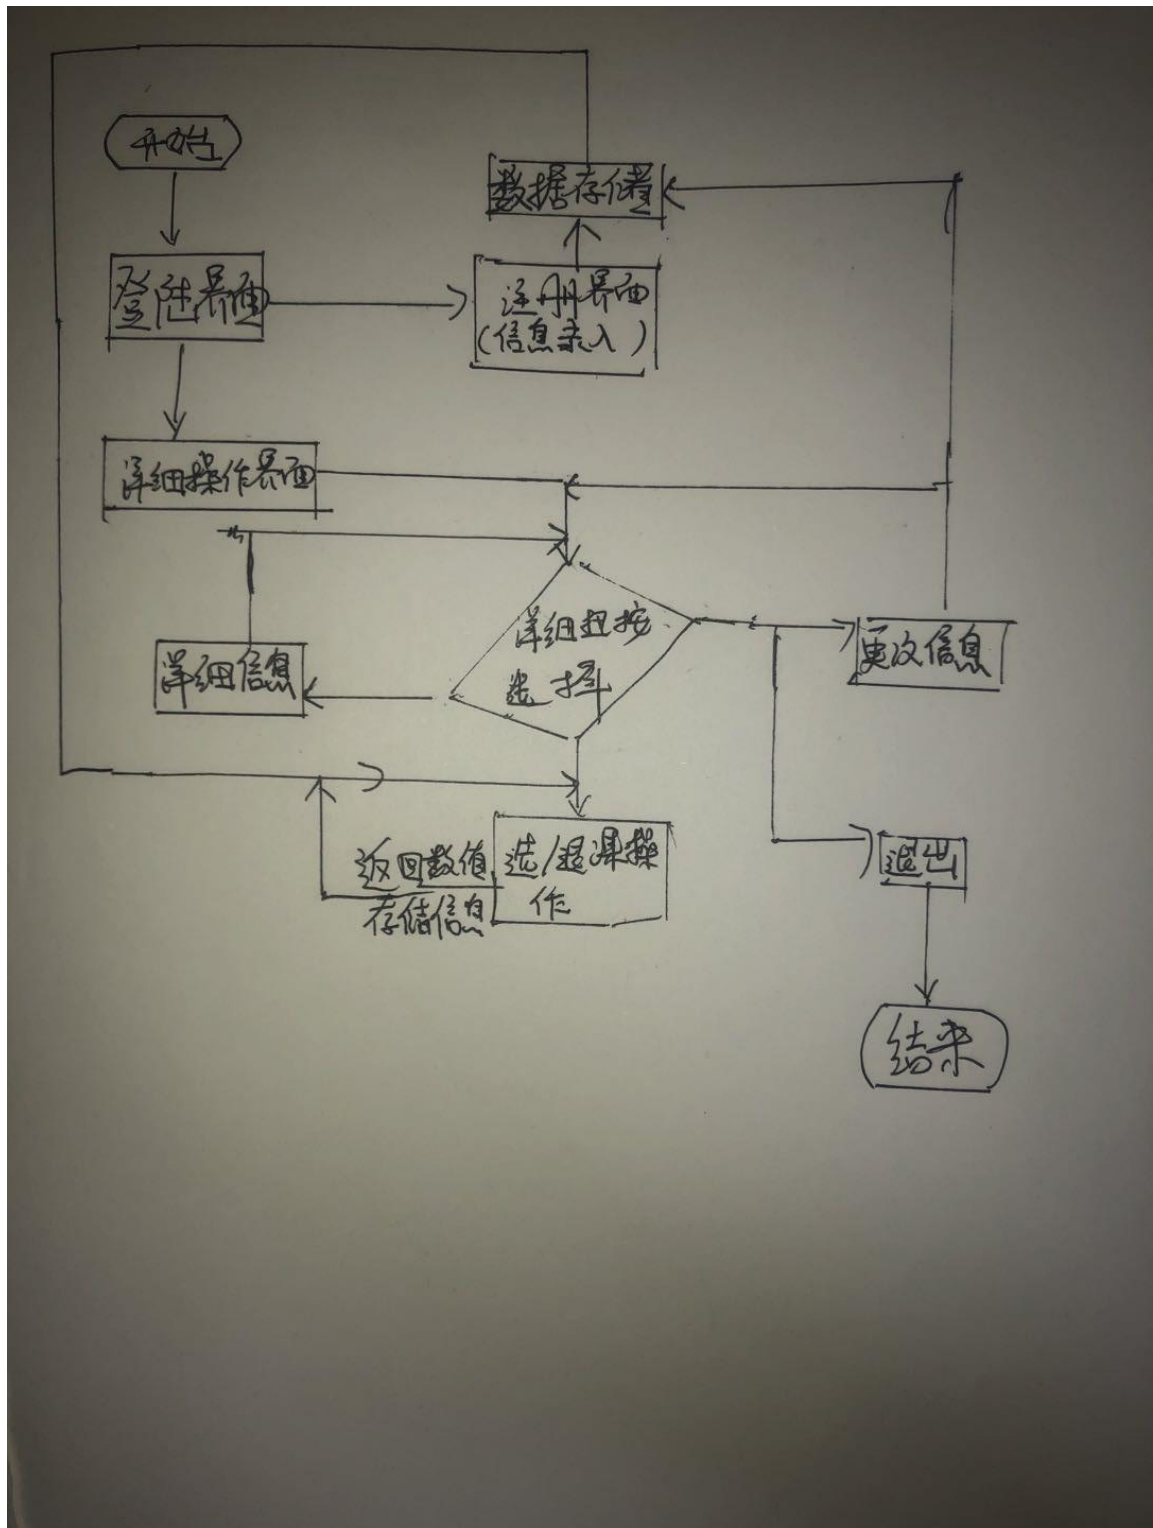 开始
数据存储
登陆界面
注册界面
(信息录入)
详细操作界面
详细扭按
选择
更改信息
详细信息
返回数值
存储信息
选/退课操
作
退出
结束